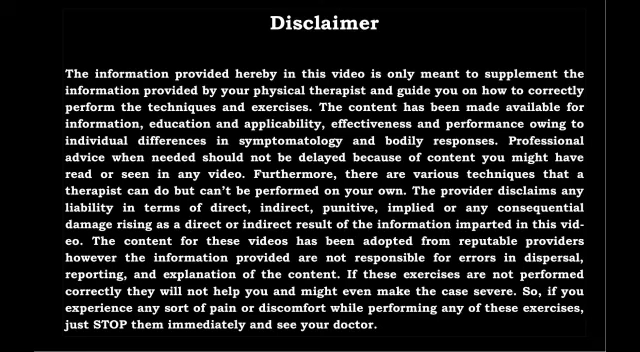 Disclaimer
The information provided hereby in this video is only meant to supplement the
information provided by your physical therapist and guide you on how to correctly
perform the techniques and exercises. The content has been made available for
information, education and applicability, effectiveness and performance owing to
individual differences in symptomatology and bodily responses. Professional
advice when needed should not be delayed because of content you might have
read or seen in any video. Furthermore, there are various techniques that a
therapist can do but can't be performed on your own. The provider disclaims any
liability in terms of direct, indirect, punitive, implied or any consequential
damage rising as a direct or indirect result of the information imparted in this vid-
eo. The content for these videos has been adopted from reputable providers
however the information provided are not responsible for errors in dispersal,
reporting, and explanation of the content. If these exercises are not performed
correctly they will not help you and might even make the case severe. So, if you
experience any sort of pain or discomfort while performing any of these exercises,
just STOP them immediately and see your doctor.